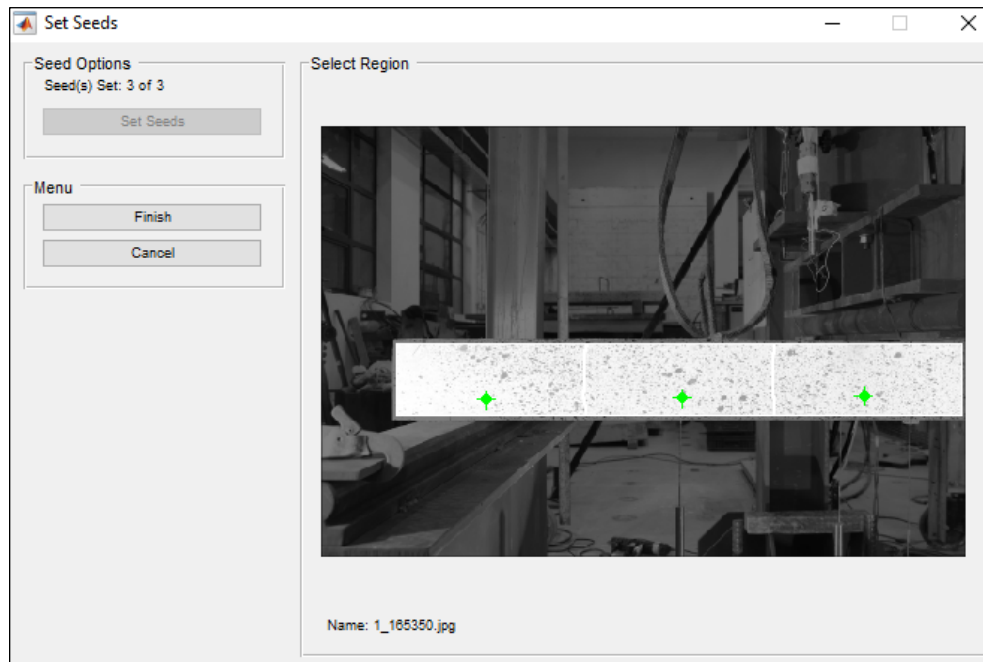 Set Seeds
Seed Options
Seed(s) Set: 3 of 3
Set Seeds
Menu
Finish
Cancel
Select Region
Name: 1_165350.jpg